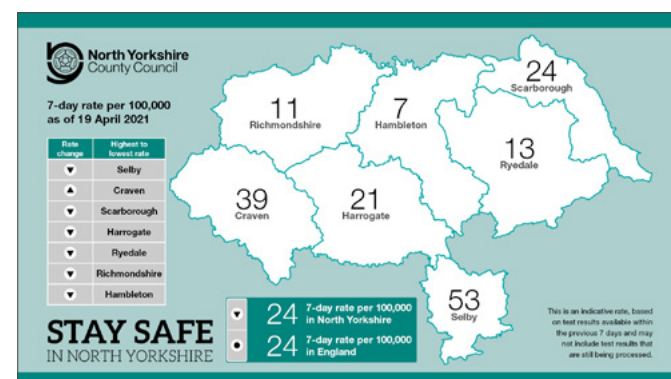 North Yorkshire
County Council
7-day rate per 100,000
as of 19 April 2021
Rate
change
Highest to
lowest rate
▼ Selby
▲ Craven
▼ Scarborough
▼ Harrogate
▼ Ryedale
▼ Richmondshire
▼ Hambleton
11
Richmondshire
7
Hambleton
24
Scarborough
13
Ryedale
39
Craven
21
Harrogate
53
Selby
▼ 24 7-day rate per 100,000
in North Yorkshire
● 24 7-day rate per 100,000
in England
STAY SAFE
IN NORTH YORKSHIRE
This is an indicative rate, based
on test results available within
the previous 7 days and may
not include test results that
are still being processed.